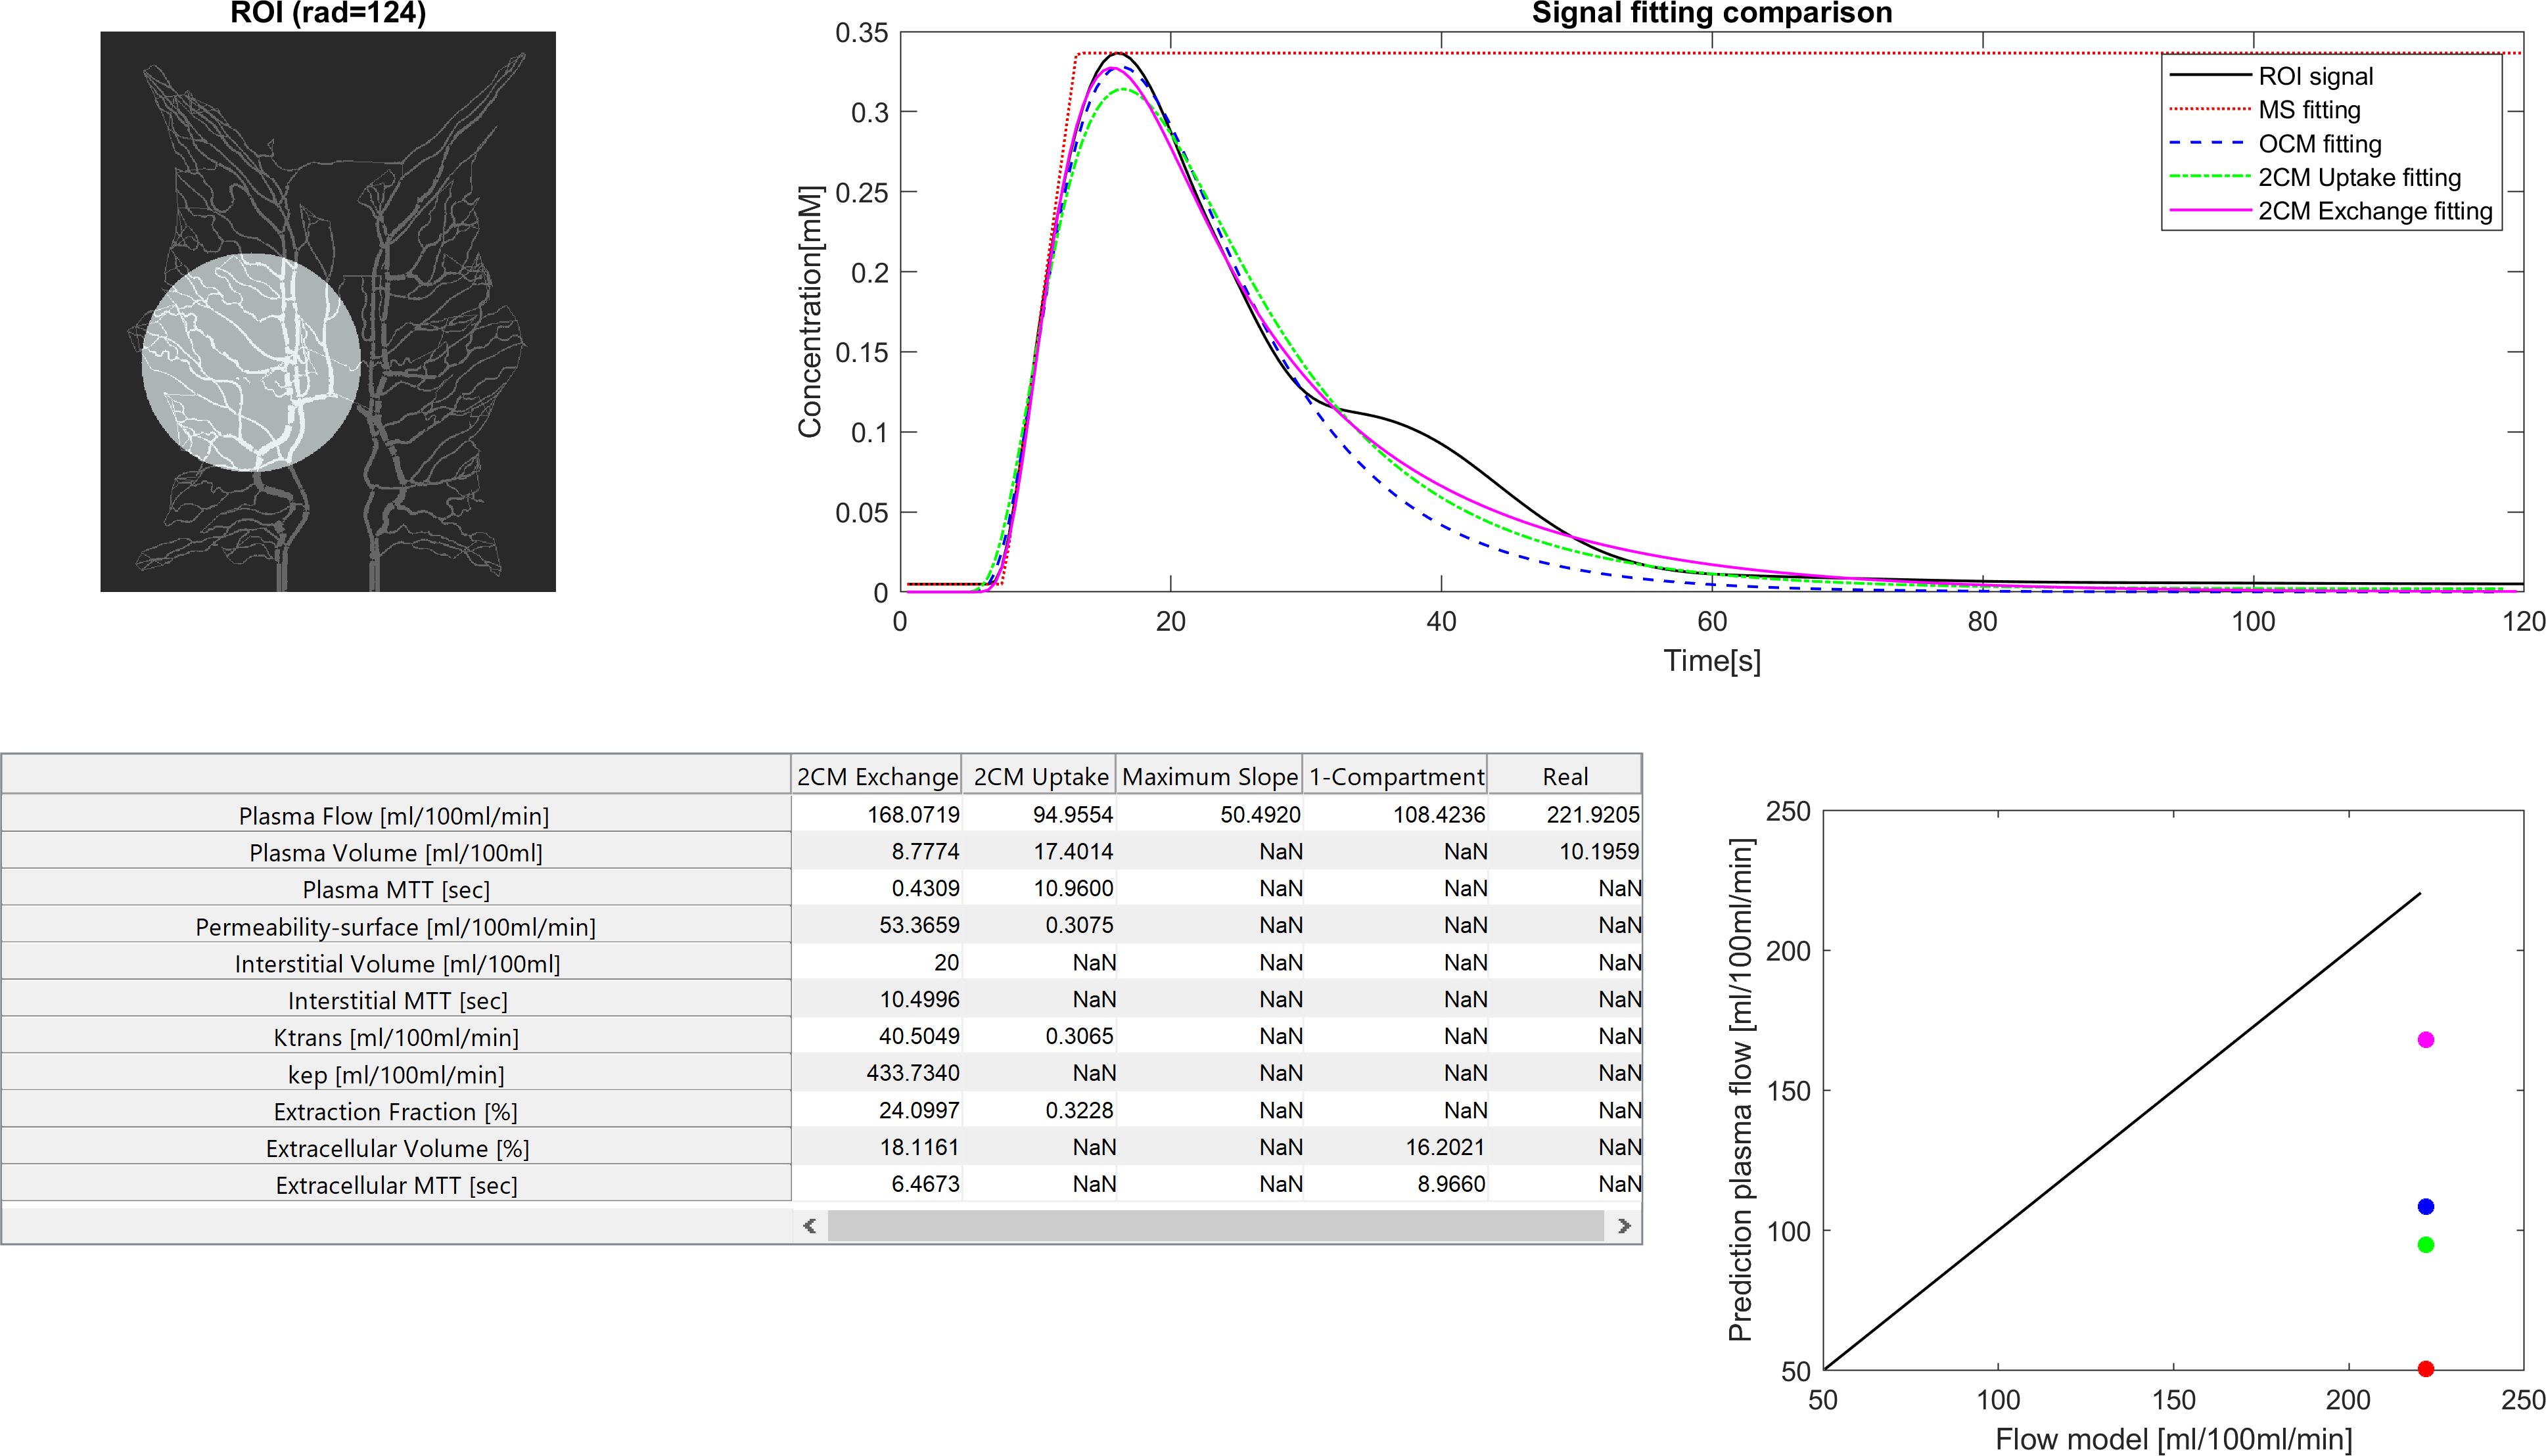 ROI (rad=124)
Signal fitting comparison
0.35
0.3
0.25
0.2
0.15
0.1
0.05
0
Concentration[mM]
0 20 40 60 80 100 120
Time[s]
ROI signal
MS fitting
OCM fitting
2CM Uptake fitting
2CM Exchange fitting
2CM Exchange 2CM Uptake Maximum Slope 1-Compartment Real
Plasma Flow [ml/100ml/min] 168.0719 94.9554 50.4920 108.4236 221.9205
Plasma Volume [ml/100ml] 8.7774 17.4014 NaN NaN 10.1959
Plasma MTT [sec] 0.4309 10.9600 NaN NaN NaN
Permeability-surface [ml/100ml/min] 53.3659 0.3075 NaN NaN NaN
Interstitial Volume [ml/100ml] 20 NaN NaN NaN NaN
Interstitial MTT [sec] 10.4996 NaN NaN NaN NaN
Ktrans [ml/100ml/min] 40.5049 0.3065 NaN NaN NaN
kep [ml/100ml/min] 433.7340 NaN NaN NaN NaN
Extraction Fraction [%] 24.0997 0.3228 NaN NaN NaN
Extracellular Volume [%] 18.1161 NaN NaN 16.2021 NaN
Extracellular MTT [sec] 6.4673 NaN NaN 8.9660 NaN
250
200
150
100
50
Prediction plasma flow [ml/100ml/min]
50 100 150 200 250
Flow model [ml/100ml/min]